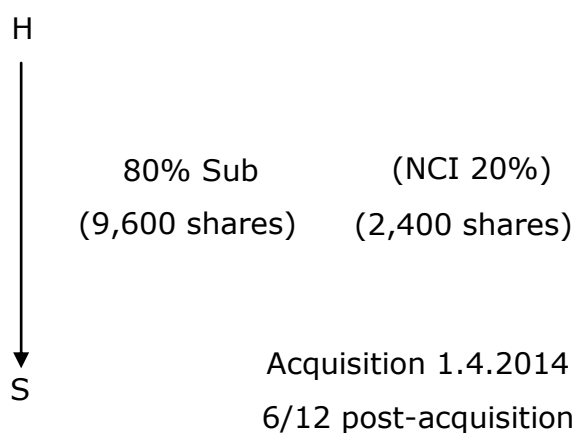 H
80% Sub (NCI 20%)
(9,600 shares) (2,400 shares)
Acquisition 1.4.2014
S
6/12 post-acquisition